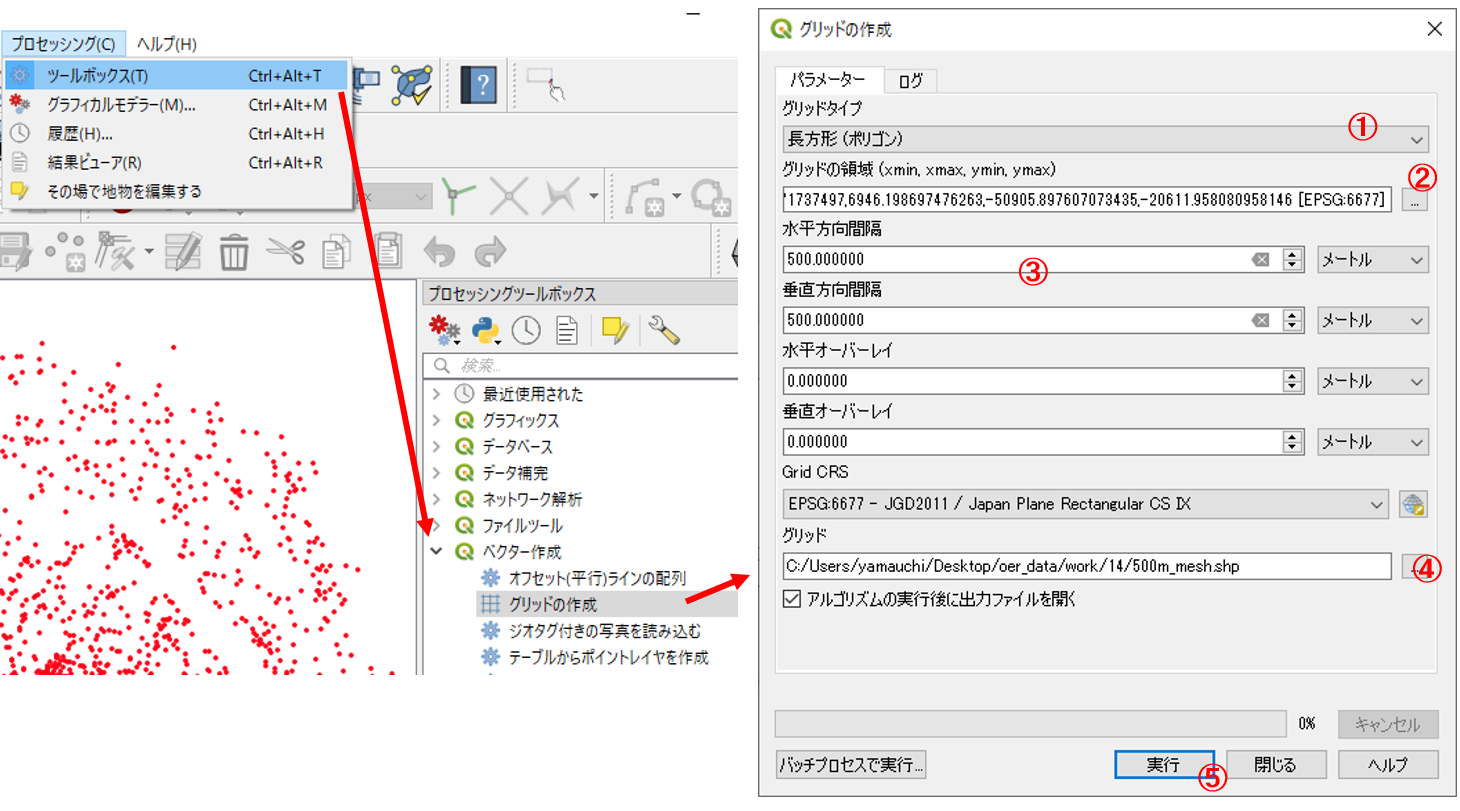 プロセッシング(C) ヘルプ(H)
ツールボックス(T) Ctrl+Alt+T
グラフィカルモデラー(M)... Ctrl+Alt+M
履歴(H)... Ctrl+Alt+H
結果ビューア(R) Ctrl+Alt+R
その場で地物を編集する
px
プロセッシングツールボックス
検索...
最近使用された
グラフィックス
データベース
データ補完
ネットワーク解析
ファイルツール
ベクター作成
オフセット(平行)ラインの配列
グリッドの作成
ジオタグ付きの写真を読み込む
テーブルからポイントレイヤを作成
グリッドの作成
パラメーター ログ
グリッドタイプ
長方形 (ポリゴン) ①
グリッドの領域 (xmin, xmax, ymin, ymax) ②
1737497,6946.198697476263,-50905.897607073435,-20611.958080958146 [EPSG:6677] ...
水平方向間隔
500.000000 メートル
③
垂直方向間隔
500.000000 メートル
水平オーバーレイ
0.000000 メートル
垂直オーバーレイ
0.000000 メートル
Grid CRS
EPSG:6677 - JGD2011 / Japan Plane Rectangular CS IX
グリッド
C:/Users/yamauchi/Desktop/oer_data/work/14/500m_mesh.shp ④
アルゴリズムの実行後に出力ファイルを開く
0% キャンセル
バッチプロセスで実行... 実行 ⑤ 閉じる ヘルプ